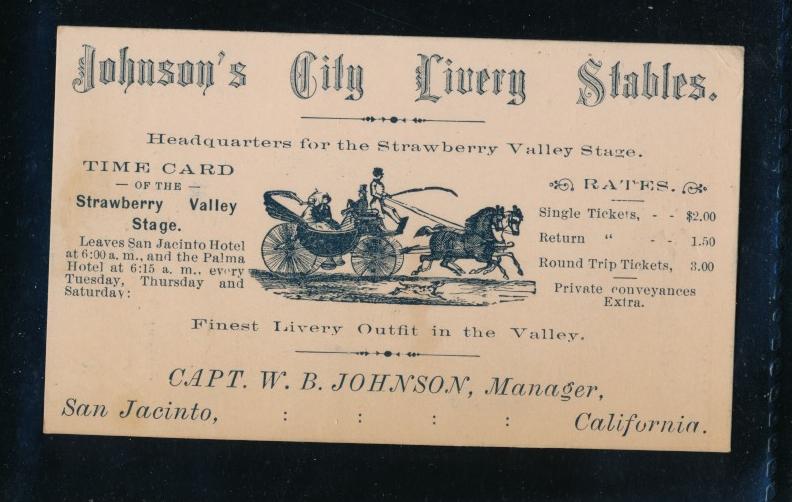 Johnson's City Livery Stables.
Headquarters for the Strawberry Valley Stage.
TIME CARD
— OF THE —
Strawberry Valley
Stage.
Leaves San Jacinto Hotel
at 6:00 a. m., and the Palma
Hotel at 6:15 a. m., every
Tuesday, Thursday and
Saturday:
RATES.
Single Tickets, - - $2.00
Return " - - 1.50
Round Trip Tickets, 3.00
Private conveyances
Extra.
Finest Livery Outfit in the Valley.
CAPT. W. B. JOHNSON, Manager,
San Jacinto, : : : : California.